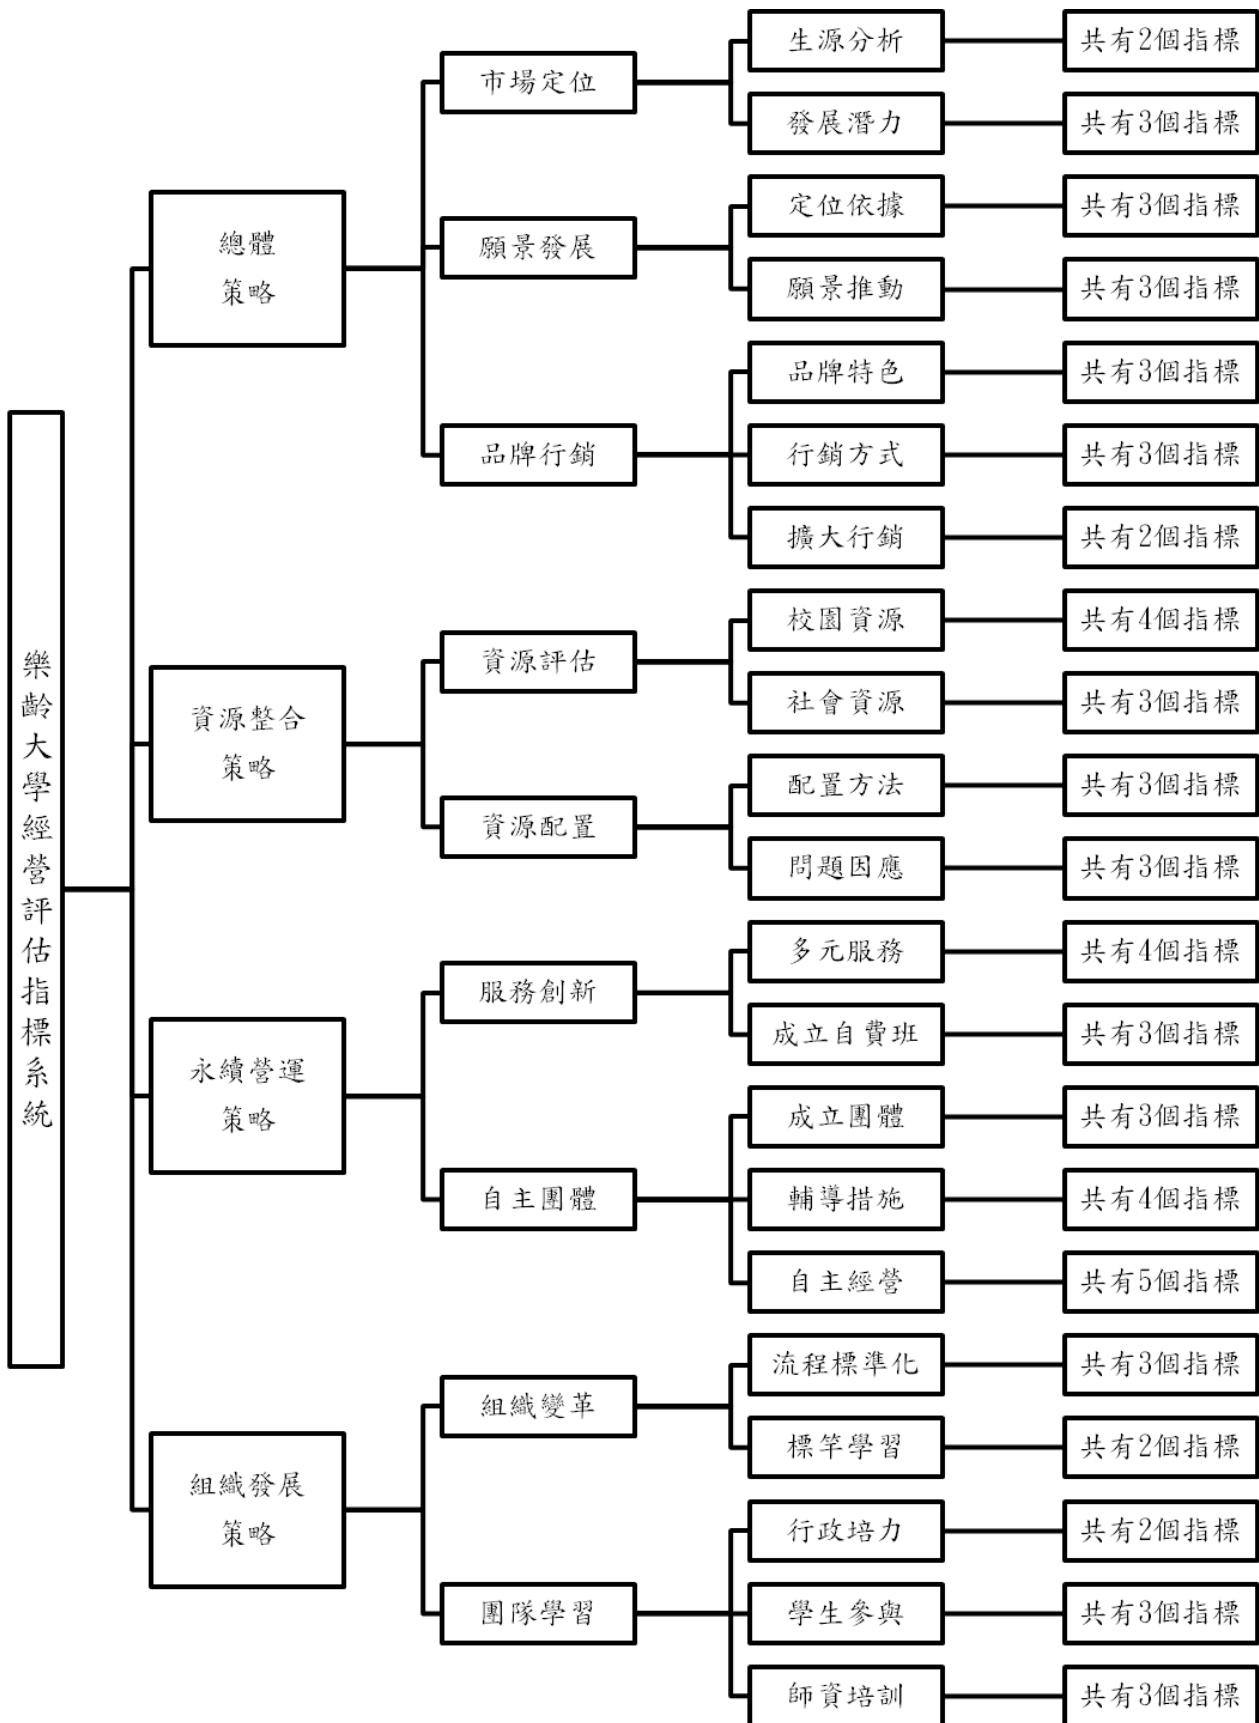 樂齡大學經營評估指標系統
總體
策略
市場定位
生源分析
共有2個指標
發展潛力
共有3個指標
願景發展
定位依據
共有3個指標
願景推動
共有3個指標
品牌行銷
品牌特色
共有3個指標
行銷方式
共有3個指標
擴大行銷
共有2個指標
資源整合
策略
資源評估
校園資源
共有4個指標
社會資源
共有3個指標
資源配置
配置方法
共有3個指標
問題因應
共有3個指標
永續營運
策略
服務創新
多元服務
共有4個指標
成立自費班
共有3個指標
自主團體
成立團體
共有3個指標
輔導措施
共有4個指標
自主經營
共有5個指標
組織發展
策略
組織變革
流程標準化
共有3個指標
標竿學習
共有2個指標
團隊學習
行政培力
共有2個指標
學生參與
共有3個指標
師資培訓
共有3個指標